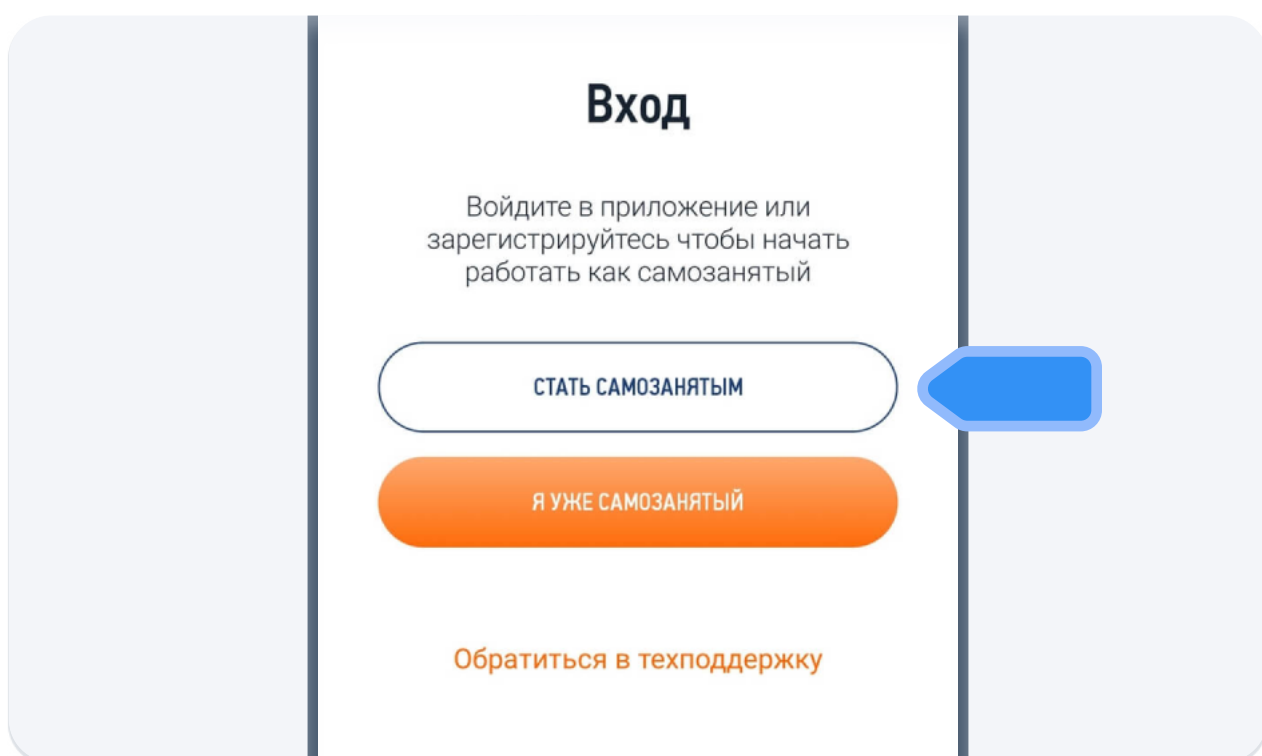 Вход
Войдите в приложение или
зарегистрируйтесь чтобы начать
работать как самозанятый
СТАТЬ САМОЗАНЯТЫМ
Я УЖЕ САМОЗАНЯТЫЙ
Обратиться в техподдержку